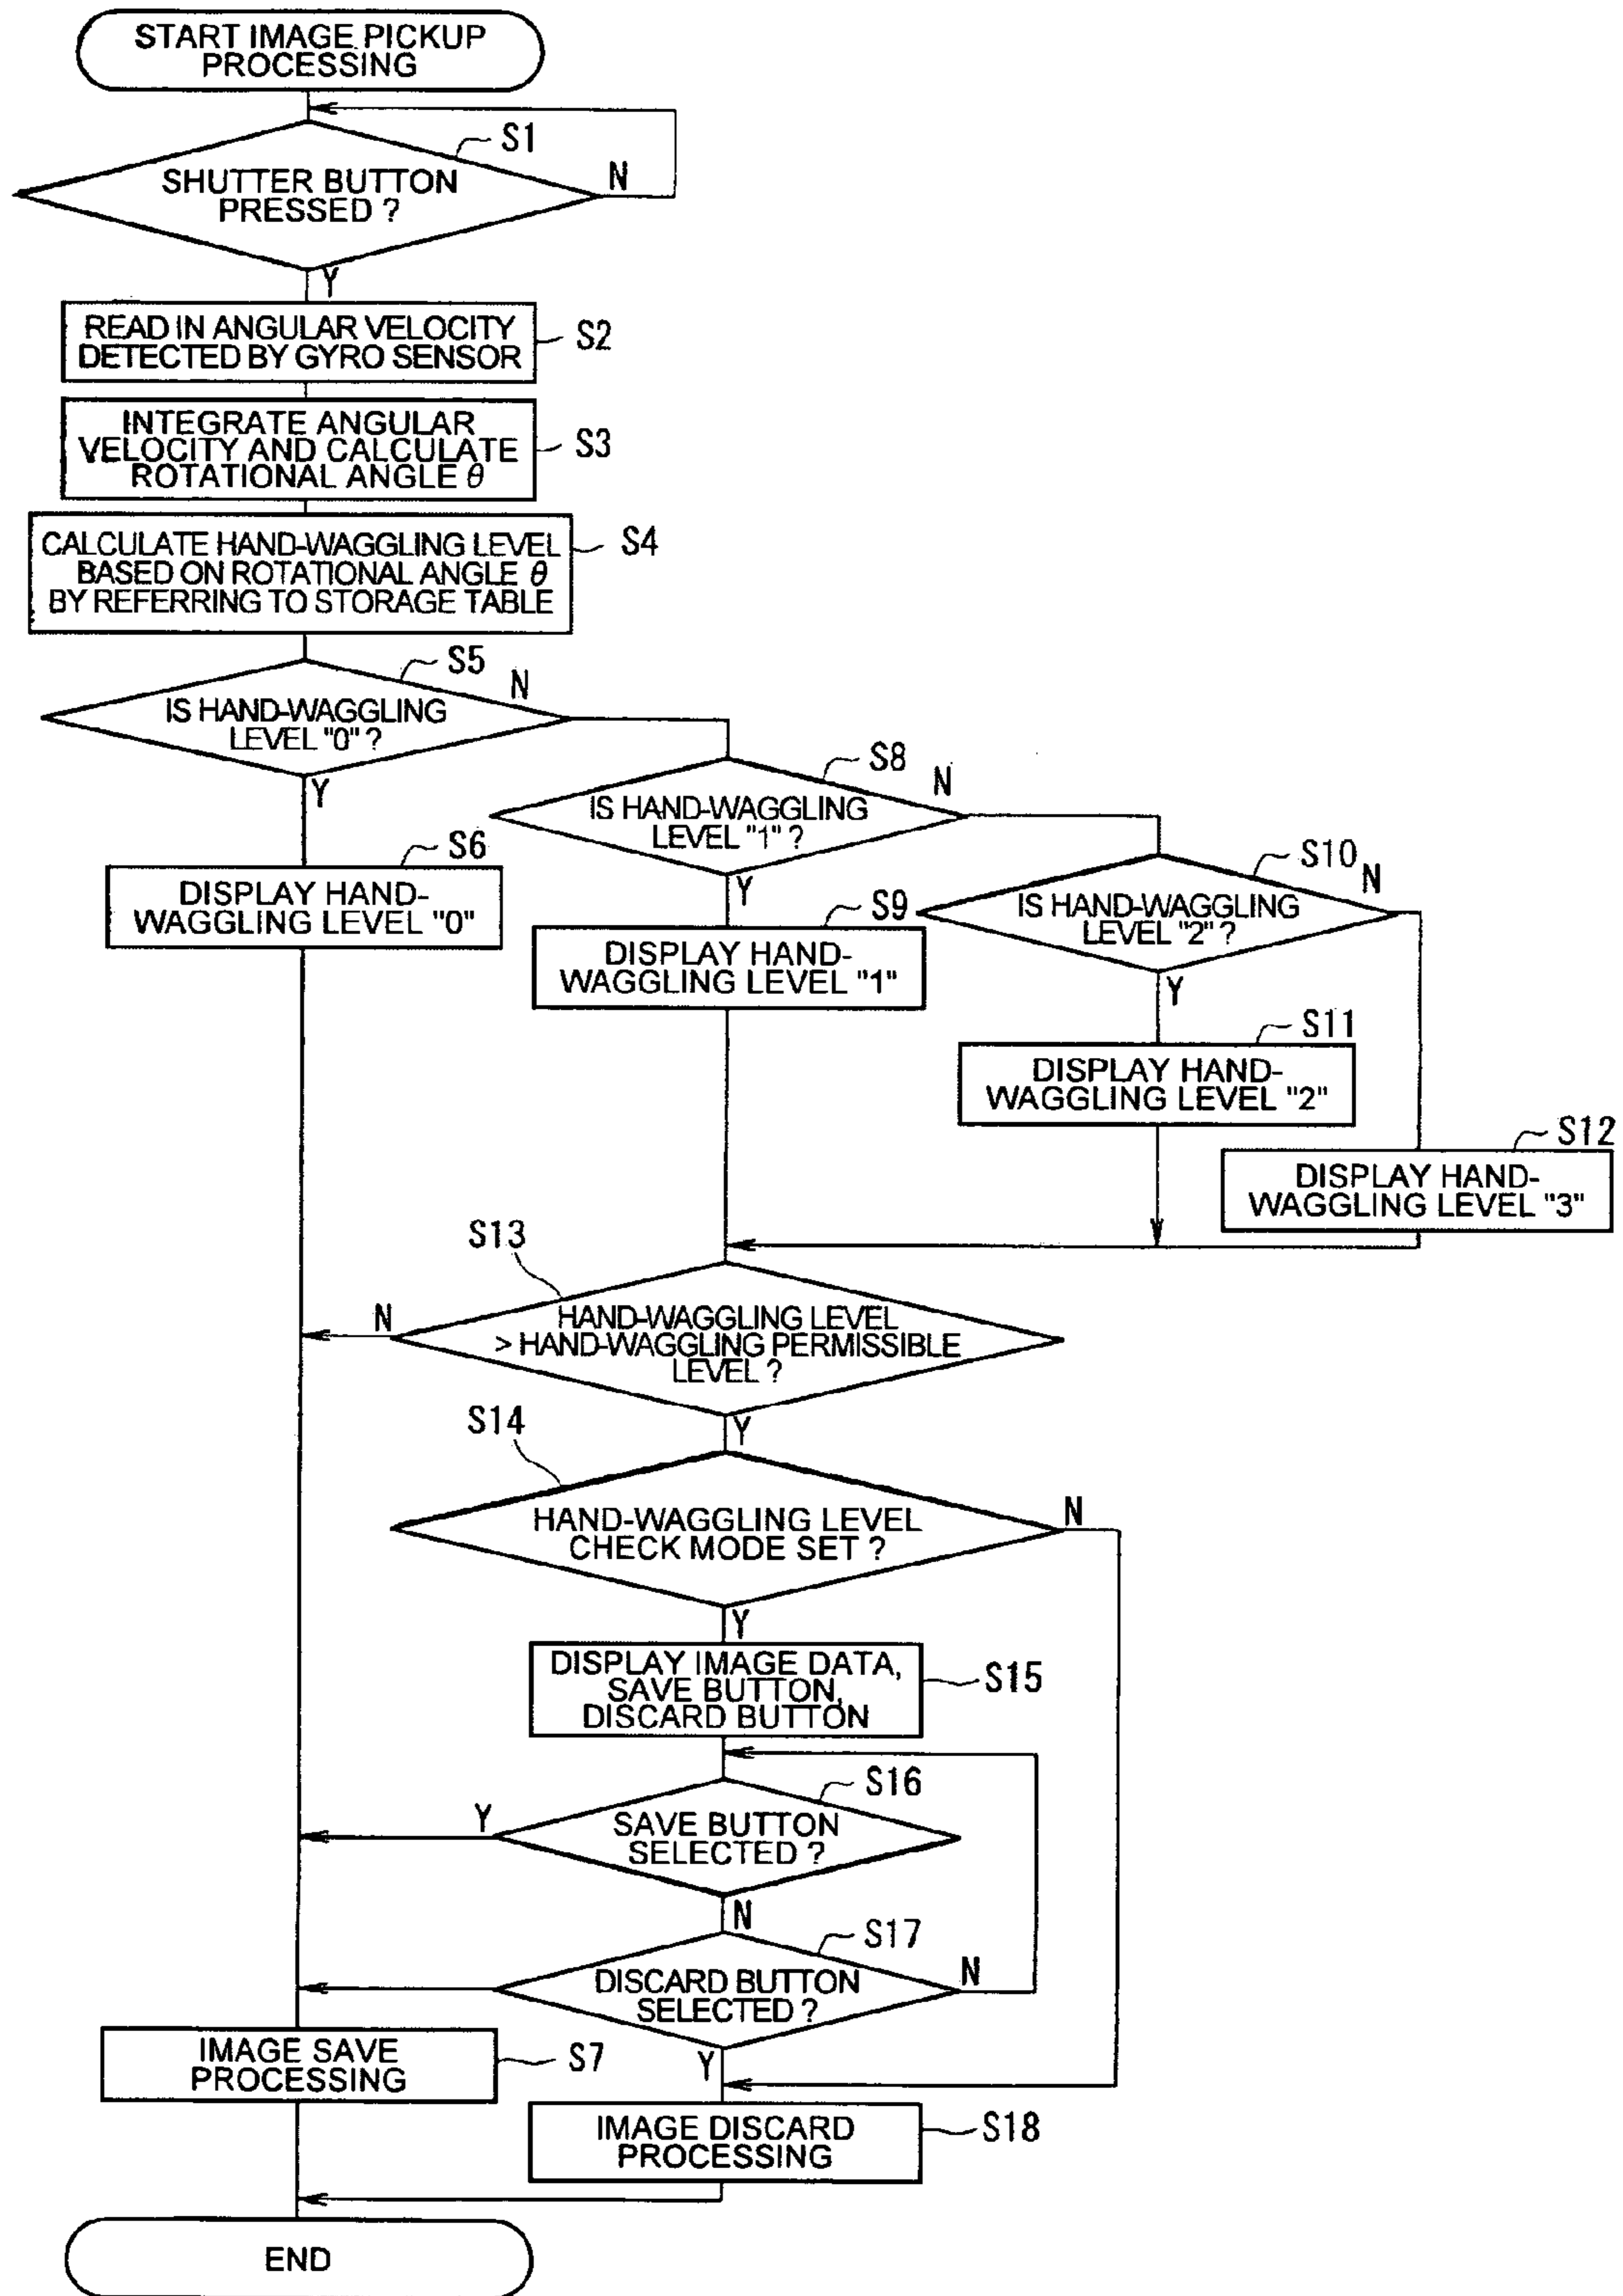 START IMAGE PICKUP
PROCESSING
S1
SHUTTER BUTTON
PRESSED ?
N
Y
READ IN ANGULAR VELOCITY
DETECTED BY GYRO SENSOR
S2
INTEGRATE ANGULAR
VELOCITY AND CALCULATE
ROTATIONAL ANGLE θ
S3
CALCULATE HAND-WAGGLING LEVEL
BASED ON ROTATIONAL ANGLE θ
BY REFERRING TO STORAGE TABLE
S4
S5
N
IS HAND-WAGGLING
LEVEL "0" ?
Y
S8
N
IS HAND-WAGGLING
LEVEL "1" ?
Y
S6
DISPLAY HAND-
WAGGLING LEVEL "0"
S10
N
IS HAND-WAGGLING
LEVEL "2" ?
Y
S9
DISPLAY HAND-
WAGGLING LEVEL "1"
S11
DISPLAY HAND-
WAGGLING LEVEL "2"
S12
DISPLAY HAND-
WAGGLING LEVEL "3"
S13
N
HAND-WAGGLING LEVEL
> HAND-WAGGLING PERMISSIBLE
LEVEL ?
Y
S14
N
HAND-WAGGLING LEVEL
CHECK MODE SET ?
Y
DISPLAY IMAGE DATA,
SAVE BUTTON,
DISCARD BUTTON
S15
S16
Y
SAVE BUTTON
SELECTED ?
N
S17
DISCARD BUTTON
SELECTED ?
N
Y
IMAGE SAVE
PROCESSING
S7
IMAGE DISCARD
PROCESSING
S18
END